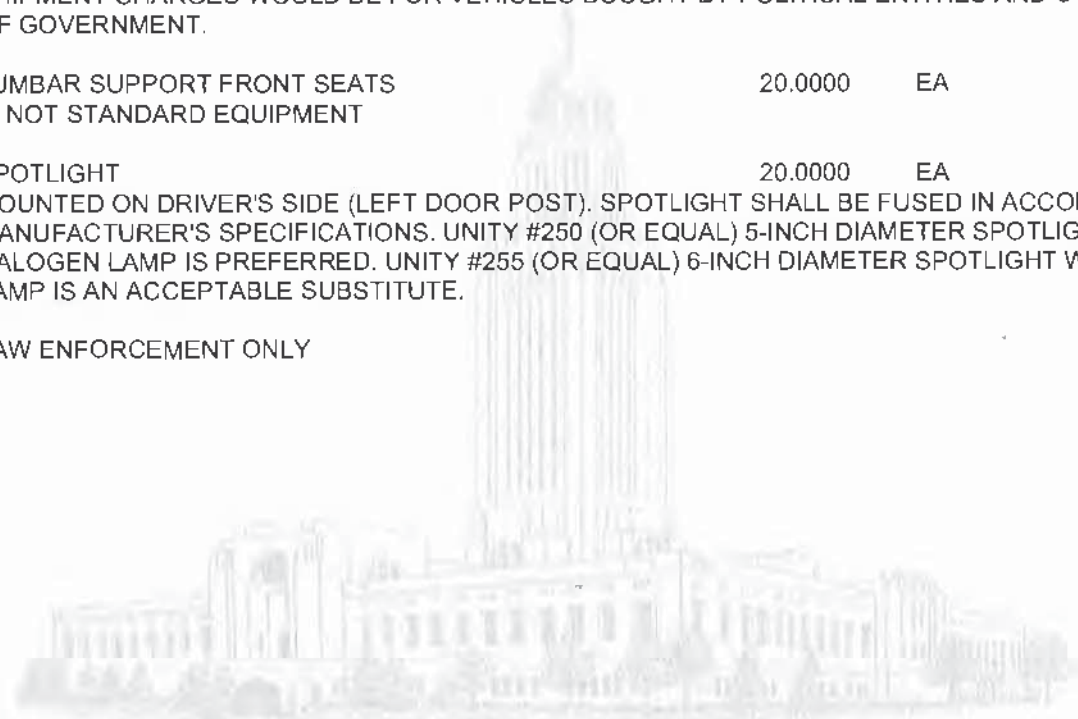 IPMENT CHARGES WOULD BE FOR VEHICLES BOUGHT BY POLITICAL ENTITIES AND
F GOVERNMENT.
UMBAR SUPPORT FRONT SEATS 20.0000 EA
NOT STANDARD EQUIPMENT
POTLIGHT 20.0000 EA
OUNTED ON DRIVER'S SIDE (LEFT DOOR POST). SPOTLIGHT SHALL BE FUSED IN ACCO
ANUFACTURER'S SPECIFICATIONS. UNITY #250 (OR EQUAL) 5-INCH DIAMETER SPOTLIG
ALOGEN LAMP IS PREFERRED. UNITY #255 (OR EQUAL) 6-INCH DIAMETER SPOTLIGHT W
AMP IS AN ACCEPTABLE SUBSTITUTE.
AW ENFORCEMENT ONLY